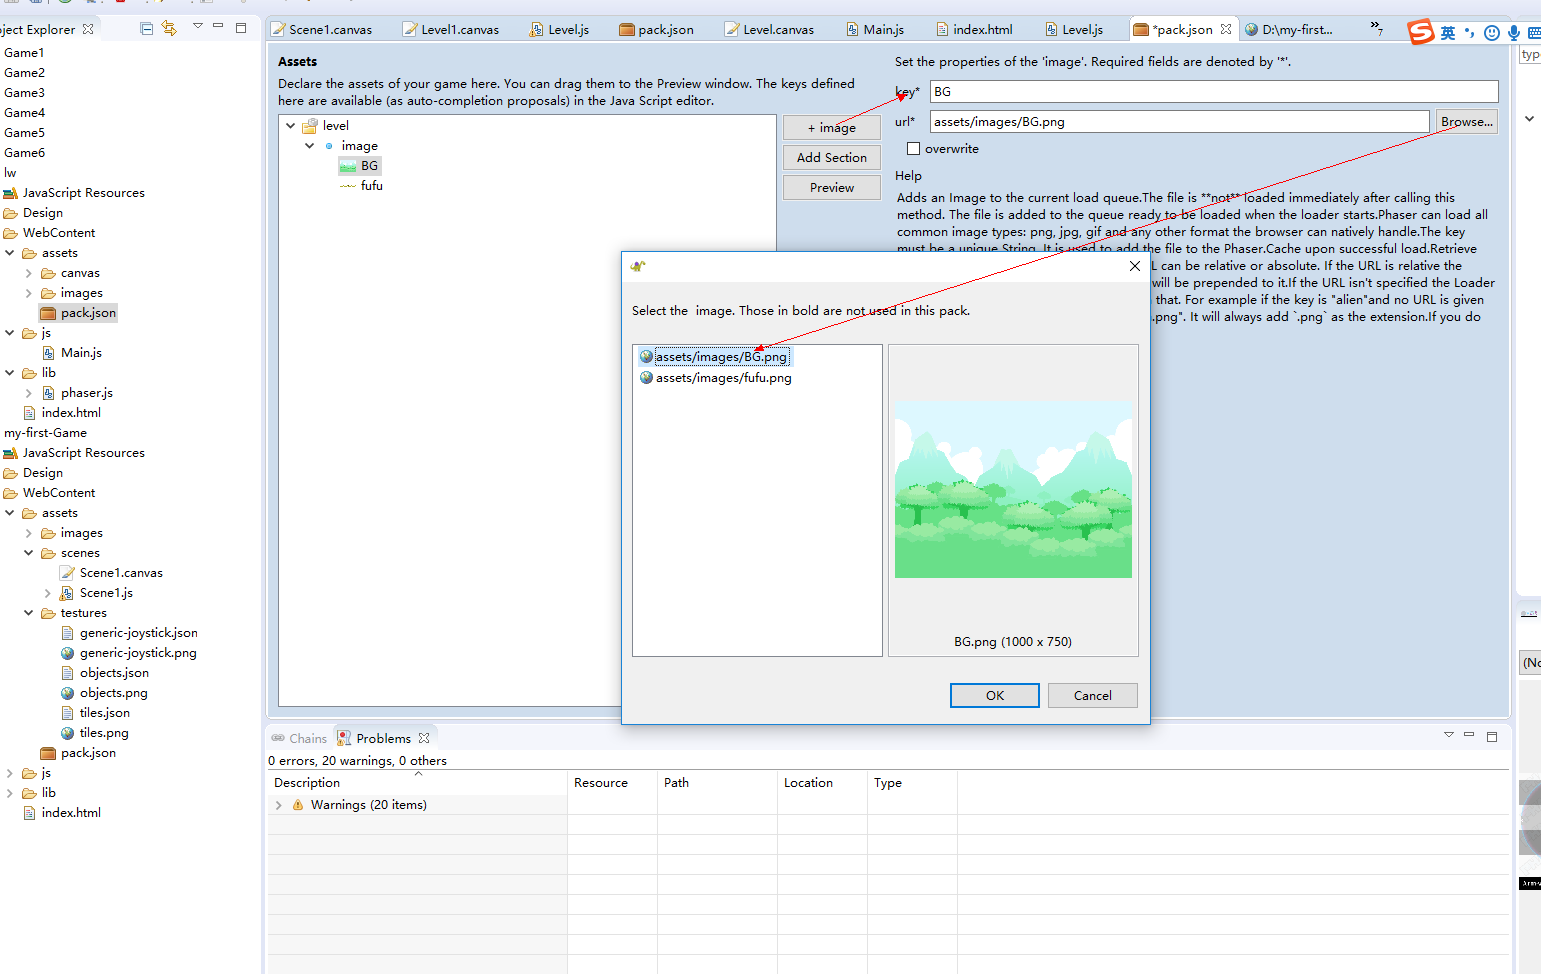 ject Explorer
Game1
Game2
Game3
Game4
Game5
Game6
lw
JavaScript Resources
Design
WebContent
assets
canvas
images
pack.json
js
Main.js
lib
phaser.js
index.html
my-first-Game
JavaScript Resources
Design
WebContent
assets
images
scenes
Scene1.canvas
Scene1.js
testures
generic-joystick.json
generic-joystick.png
objects.json
objects.png
tiles.json
tiles.png
pack.json
js
lib
index.html
Scene1.canvas Level1.canvas Level.js pack.json Level.canvas Main.js index.html Level.js *pack.json D:\my-first... » 7
S 英
type
Assets
Declare the assets of your game here. You can drag them to the Preview window. The keys defined
here are available (as auto-completion proposals) in the Java Script editor.
level
image
BG
fufu
+ image
Add Section
Preview
Set the properties of the 'image'. Required fields are denoted by '*'.
key* BG
url* assets/images/BG.png Browse...
overwrite
Help
Adds an Image to the current load queue.The file is **not** loaded immediately after calling this
method. The file is added to the queue ready to be loaded when the loader starts.Phaser can load all
common image types: png, jpg, gif and any other format the browser can natively handle.The key
must be a unique String. It is used to add the file to the Phaser.Cache upon successful load.Retrieve
L can be relative or absolute. If the URL is relative the
will be prepended to it.If the URL isn't specified the Loader
that. For example if the key is "alien"and no URL is given
.png". It will always add `.png` as the extension.If you do
Select the  image. Those in bold are not used in this pack.
assets/images/BG.png
assets/images/fufu.png
BG.png (1000 x 750)
OK Cancel
(No
Chains Problems
0 errors, 20 warnings, 0 others
Description Resource Path Location Type
Warnings (20 items)